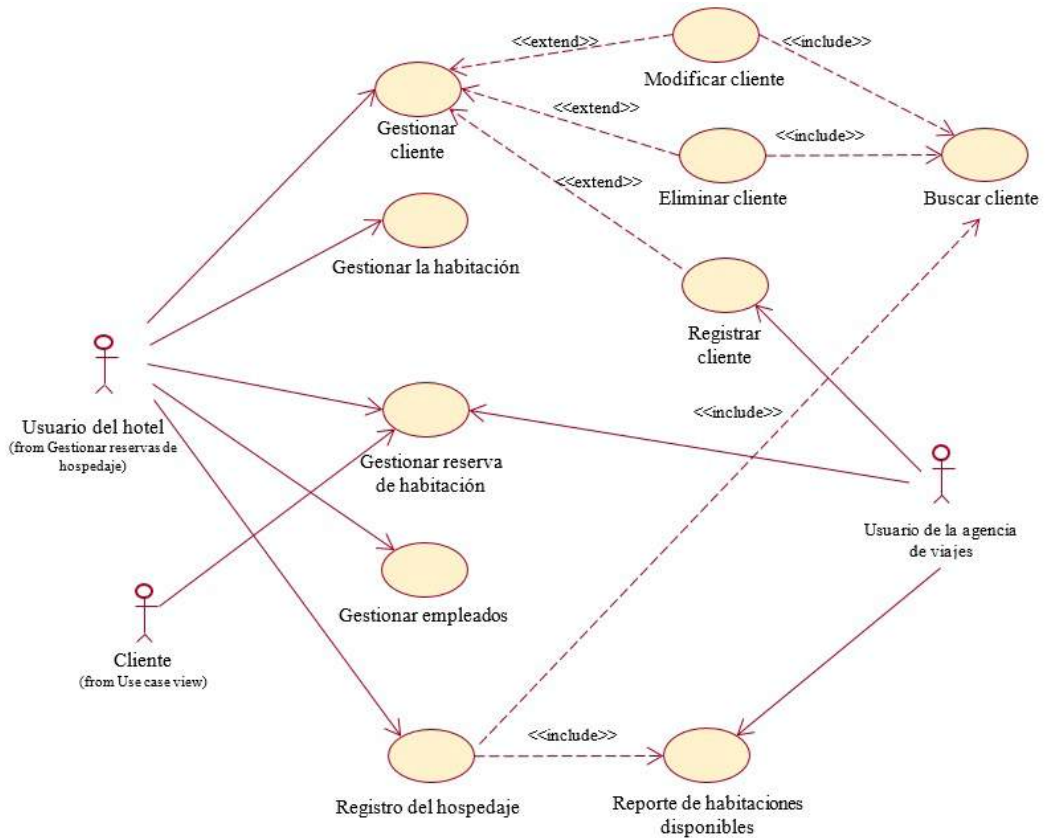 <<extend>>
<<include>>
Modificar cliente
<<extend>>
Gestionar
cliente
<<include>>
<<extend>>
Eliminar cliente
Buscar cliente
Gestionar la habitación
Registrar
cliente
<<include>>
Usuario del hotel
(from Gestionar reservas de
hospedaje)
Gestionar reserva
de habitación
Usuario de la agencia
de viajes
Gestionar empleados
Cliente
(from Use case view)
<<include>>
Registro del hospedaje
Reporte de habitaciones
disponibles